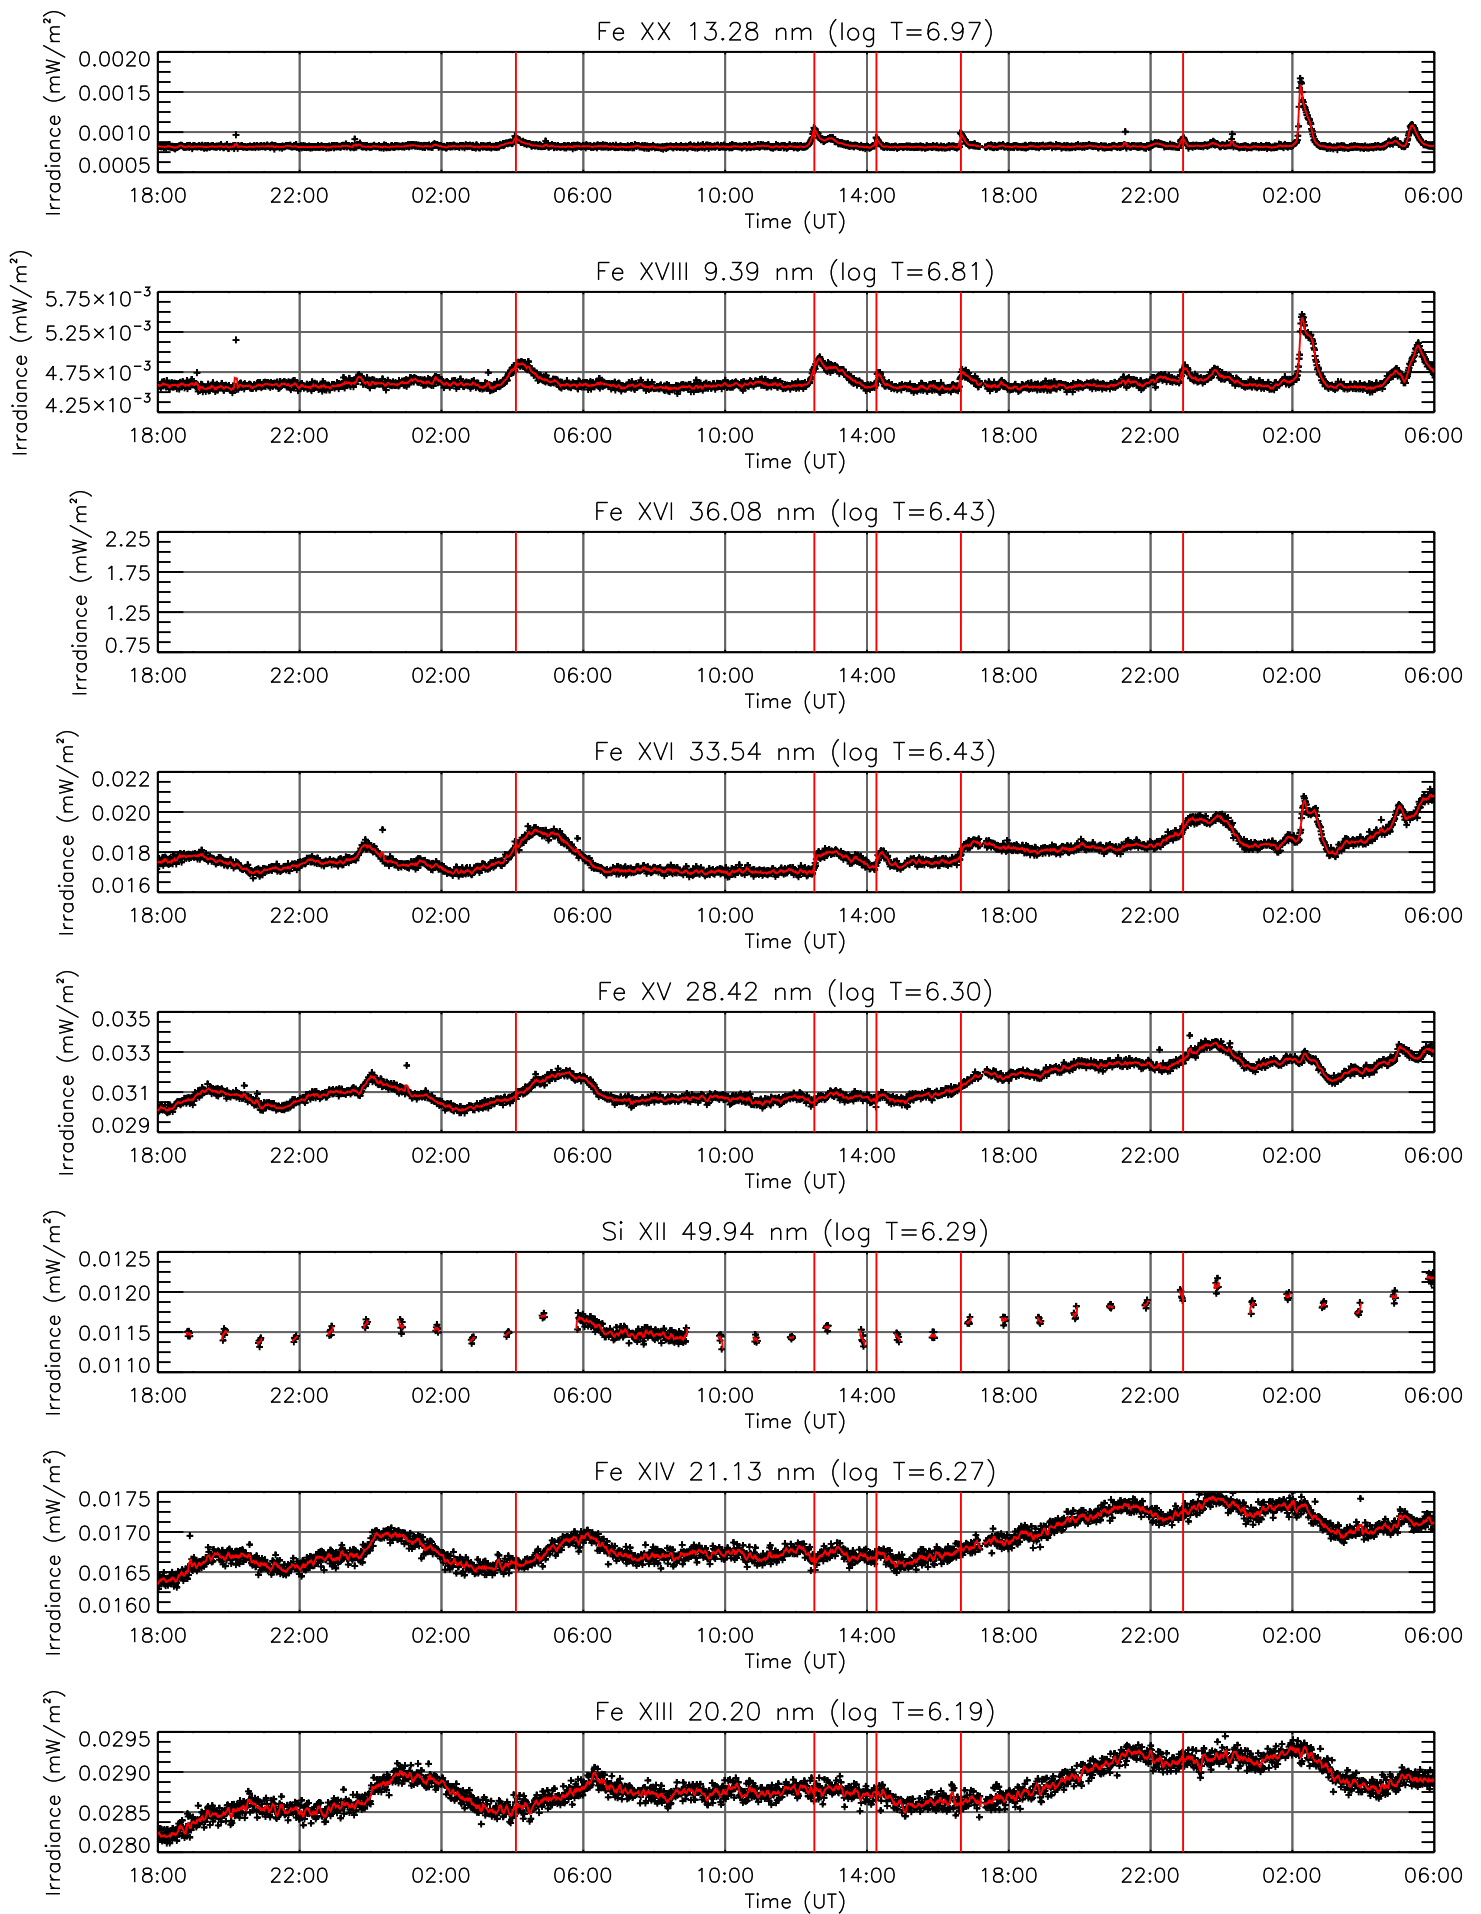 Fe XX 13.28 nm (log T=6.97)
Irradiance (mW/m²)
0.0020
0.0015
0.0010
0.0005
18:00 22:00 02:00 06:00 10:00 14:00 18:00 22:00 02:00 06:00
Time (UT)
Fe XVIII 9.39 nm (log T=6.81)
Irradiance (mW/m²)
5.75×10⁻³
5.25×10⁻³
4.75×10⁻³
4.25×10⁻³
18:00 22:00 02:00 06:00 10:00 14:00 18:00 22:00 02:00 06:00
Time (UT)
Fe XVI 36.08 nm (log T=6.43)
Irradiance (mW/m²)
2.25
1.75
1.25
0.75
18:00 22:00 02:00 06:00 10:00 14:00 18:00 22:00 02:00 06:00
Time (UT)
Fe XVI 33.54 nm (log T=6.43)
Irradiance (mW/m²)
0.022
0.020
0.018
0.016
18:00 22:00 02:00 06:00 10:00 14:00 18:00 22:00 02:00 06:00
Time (UT)
Fe XV 28.42 nm (log T=6.30)
Irradiance (mW/m²)
0.035
0.033
0.031
0.029
18:00 22:00 02:00 06:00 10:00 14:00 18:00 22:00 02:00 06:00
Time (UT)
Si XII 49.94 nm (log T=6.29)
Irradiance (mW/m²)
0.0125
0.0120
0.0115
0.0110
18:00 22:00 02:00 06:00 10:00 14:00 18:00 22:00 02:00 06:00
Time (UT)
Fe XIV 21.13 nm (log T=6.27)
Irradiance (mW/m²)
0.0175
0.0170
0.0165
0.0160
18:00 22:00 02:00 06:00 10:00 14:00 18:00 22:00 02:00 06:00
Time (UT)
Fe XIII 20.20 nm (log T=6.19)
Irradiance (mW/m²)
0.0295
0.0290
0.0285
0.0280
18:00 22:00 02:00 06:00 10:00 14:00 18:00 22:00 02:00 06:00
Time (UT)